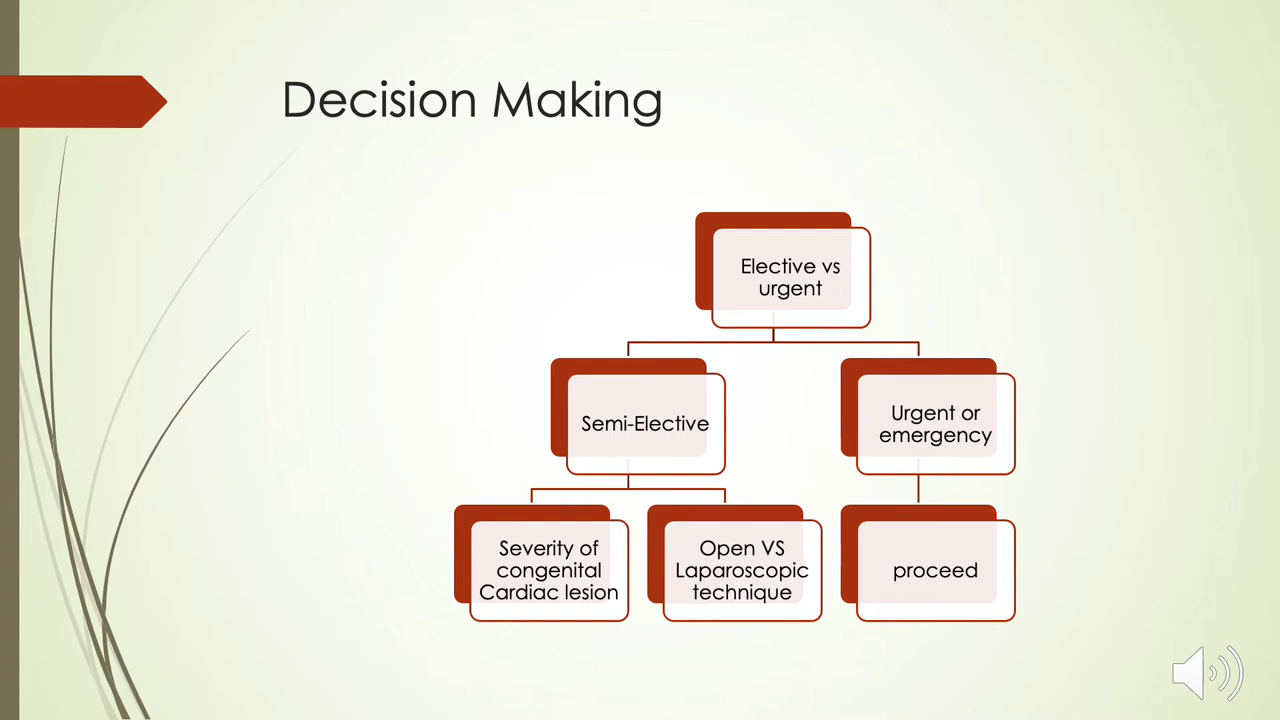 Decision Making
Elective vs
urgent
Semi-Elective
Urgent or
emergency
Severity of
congenital
Cardiac lesion
Open VS
Laparoscopic
technique
proceed